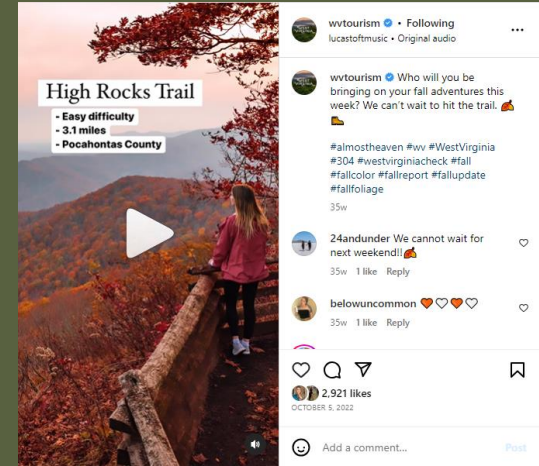 High Rocks Trail
- Easy difficulty
- 3.1 miles
- Pocahontas County
wvtourism • Following
lucastoftmusic • Original audio
wvtourism Who will you be
bringing on your fall adventures this
week? We can't wait to hit the trail. 🍂
🥾
#almostheaven #wv #WestVirginia
#304 #westvirginiacheck #fall
#fallcolor #fallreport #fallupdate
#fallfoliage
35w
24andunder We cannot wait for
next weekend!!🍂
35w 1 like Reply
belowuncommon 🧡🤍🧡🤍
35w 1 like Reply
2,921 likes
OCTOBER 5, 2022
Add a comment...
Post